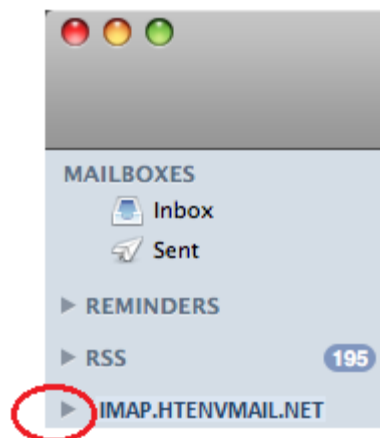 MAILBOXES
Inbox
Sent
REMINDERS
RSS 195
IMAP.HTENVMAIL.NET